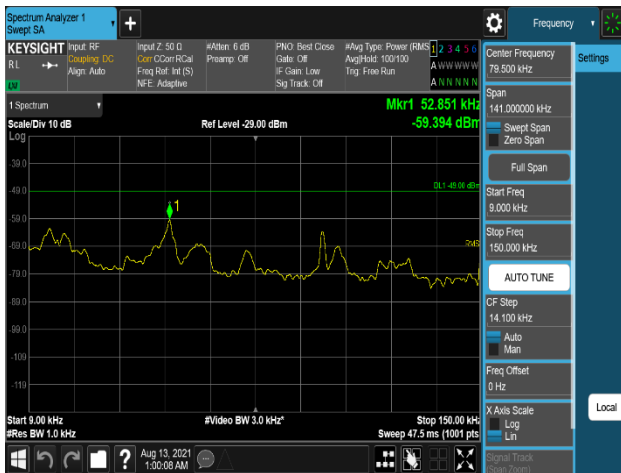 Spectrum Analyzer 1
Swept SA
+
Frequency
KEYSIGHT
RL
Input: RF
Coupling: DC
Align: Auto
Input Z: 50 Ω
Corr CCorr RCal
Freq Ref: Int (S)
NFE: Adaptive
#Atten: 6 dB
Preamp: Off
PNO: Best Close
Gate: Off
IF Gain: Low
Sig Track: Off
#Avg Type: Power (RMS
Avg|Hold: 100/100
Trig: Free Run
1 2 3 4 5 6
A W W W W W
A N N N N N
1 Spectrum
Scale/Div 10 dB
Ref Level -29.00 dBm
Mkr1 52.851 kHz
-59.394 dBm
Log
-39.0
-49.0
-59.0
-69.0
-79.0
-89.0
-99.0
-109
-119
DL1 -49.00 dBm
1
RMS
Start 9.00 kHz
#Res BW 1.0 kHz
#Video BW 3.0 kHz*
Stop 150.00 kHz
Sweep 47.5 ms (1001 pts)
Aug 13, 2021
1:00:08 AM
?
Center Frequency
79.500 kHz
Span
141.000000 kHz
Swept Span
Zero Span
Full Span
Start Freq
9.000 kHz
Stop Freq
150.000 kHz
AUTO TUNE
CF Step
14.100 kHz
Auto
Man
Freq Offset
0 Hz
X Axis Scale
Log
Lin
Signal Track
(Span Zoom)
Settings
Local